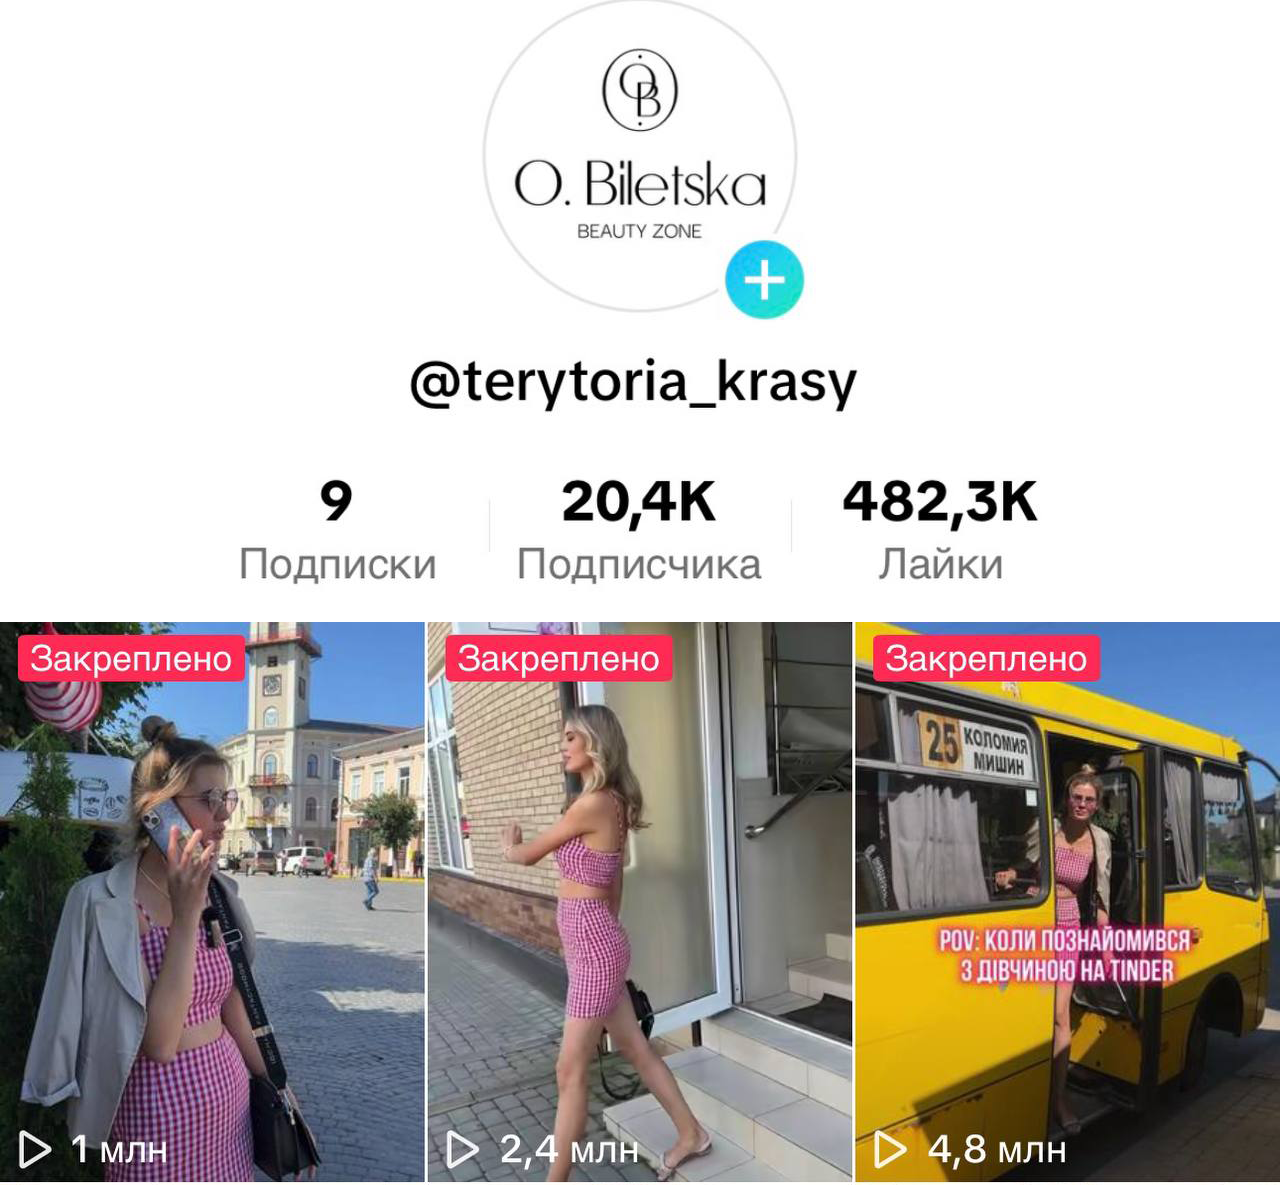 OB
O. Biletska
BEAUTY ZONE
@terytoria_krasy
9
Подписки
20,4K
Подписчика
482,3K
Лайки
Закреплено
1 млн
Закреплено
2,4 млн
Закреплено
25 КОЛОМИЯ
МИШИН
POV: КОЛИ ПОЗНАЙОМИВСЯ
З ДІВЧИНОЮ НА TINDER
4,8 млн